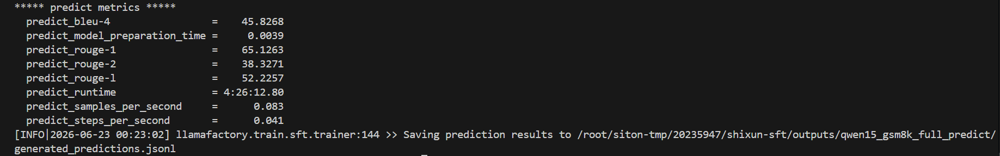 ***** predict metrics *****
  predict_bleu-4                 =    45.8268
  predict_model_preparation_time =     0.0039
  predict_rouge-1                =    65.1263
  predict_rouge-2                =    38.3271
  predict_rouge-l                =    52.2257
  predict_runtime                = 4:26:12.80
  predict_samples_per_second     =      0.083
  predict_steps_per_second       =      0.041
[INFO|2026-06-23 00:23:02] llamafactory.train.sft.trainer:144 >> Saving prediction results to /root/siton-tmp/20235947/shixun-sft/outputs/qwen15_gsm8k_full_predict/
generated_predictions.jsonl